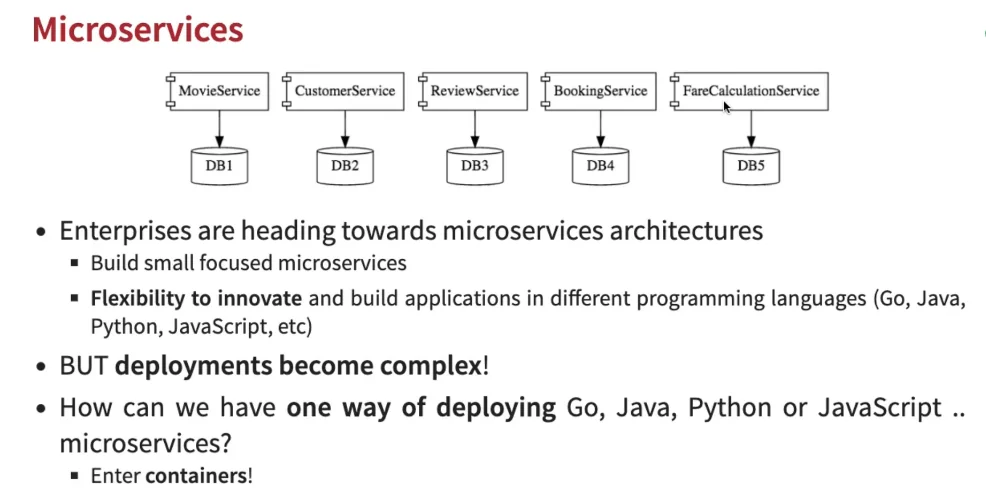 Microservices
MovieService CustomerService ReviewService BookingService FareCalculationService
DB1 DB2 DB3 DB4 DB5
• Enterprises are heading towards microservices architectures
▪ Build small focused microservices
▪ Flexibility to innovate and build applications in different programming languages (Go, Java,
Python, JavaScript, etc)
• BUT deployments become complex!
• How can we have one way of deploying Go, Java, Python or JavaScript ..
microservices?
▪ Enter containers!